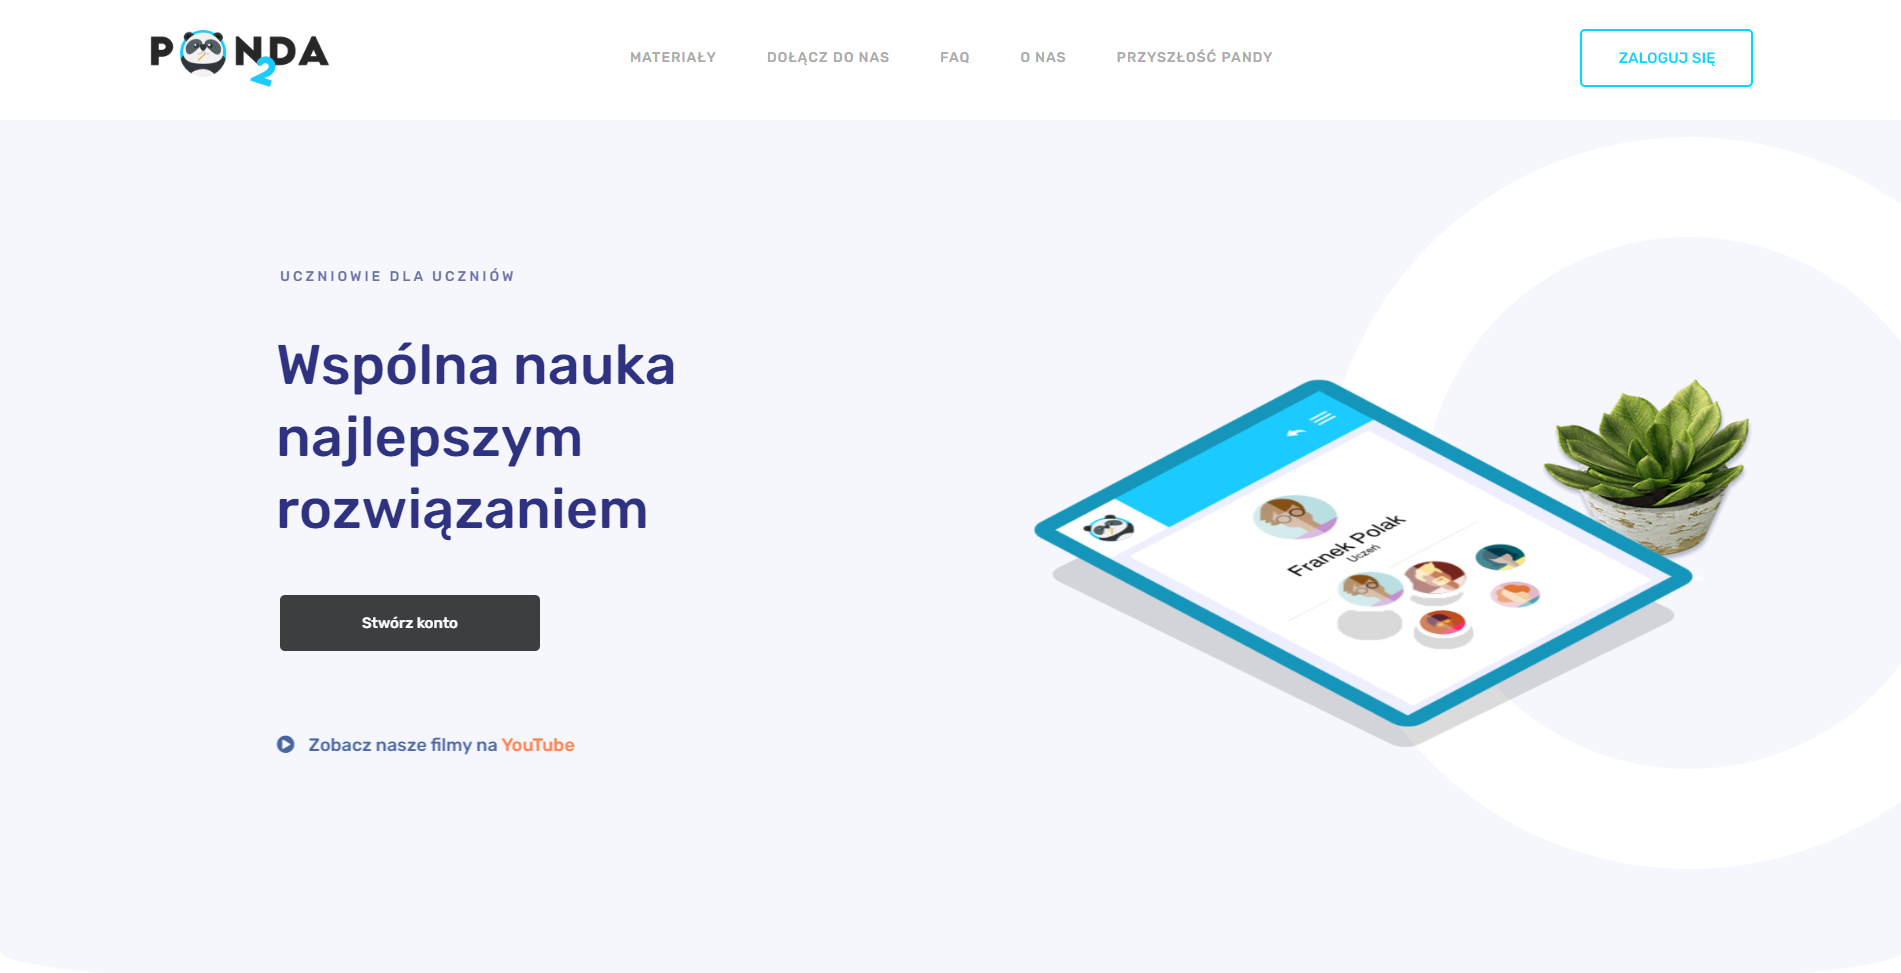 P NDA
2
MATERIAŁY
DOŁĄCZ DO NAS
FAQ
O NAS
PRZYSZŁOŚĆ PANDY
ZALOGUJ SIĘ
UCZNIOWIE DLA UCZNIÓW
Wspólna nauka
najlepszym
rozwiązaniem
Stwórz konto
Zobacz nasze filmy na YouTube
Franek Polak
Uczeń